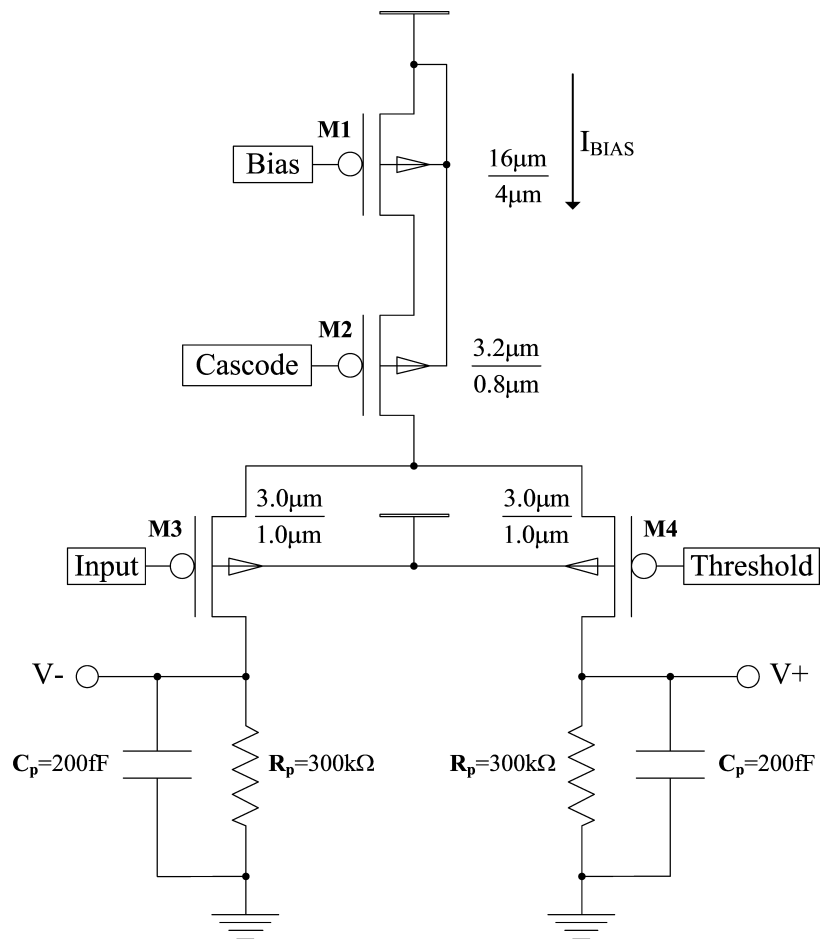 M1
Bias
16μm
4μm
I_BIAS
M2
Cascode
3.2μm
0.8μm
3.0μm
1.0μm
3.0μm
1.0μm
M3
M4
Input
Threshold
V-
V+
Cp=200fF
Rp=300kΩ
Rp=300kΩ
Cp=200fF